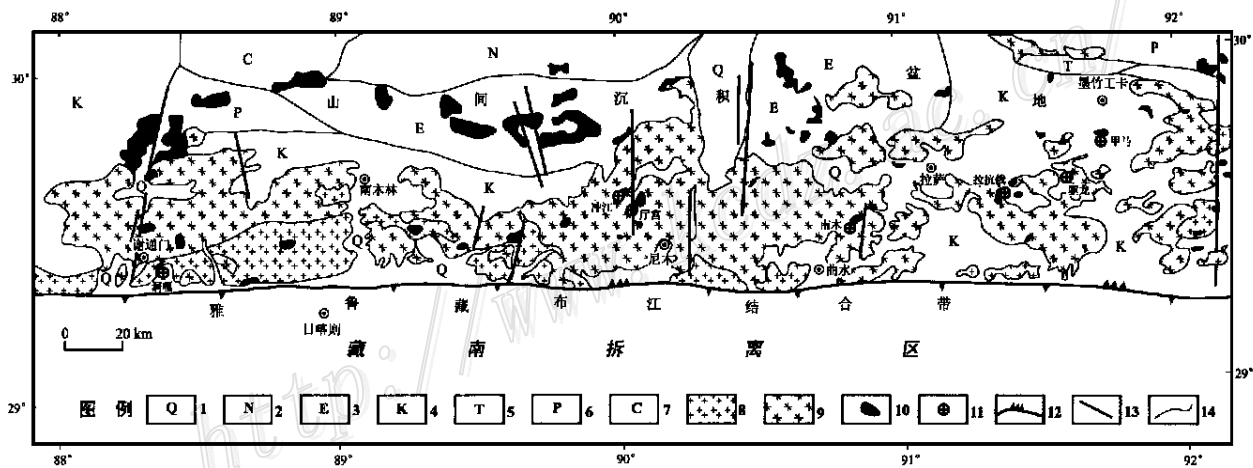 88° 89° 90° 91° 92°
30° 30°
C N P
Q E 盆 T
K 山 间 沉 积 K 地 墨竹工卡
P E E 甲马
K
Q 南木林 K Q 拉萨 拉抗俄 驱龙
冲江 厅宫
谢通门 Q 尼木 南木 K K
Q 洞嘎 Q 曲水
雅 鲁 藏 布 江 结 合 带
0 20 km 日喀则
藏 南 拆 离 区
29° 29°
图 例 Q 1 N 2 E 3 K 4 T 5 P 6 C 7 8 9 10 11 12 13 14
88° 89° 90° 91° 92°